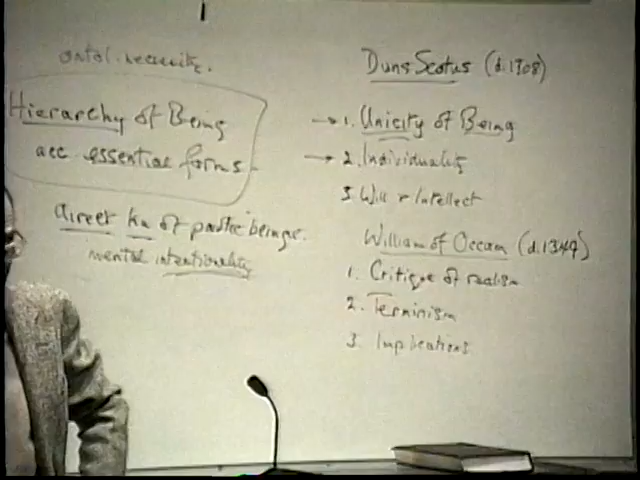 ontol. necessity.
Hierarchy of Being
acc essential forms.
direct kn of partic beings.
mental intentionality
Duns Scotus (d.1308)
→ 1. Unicity of Being
→ 2. Individuality
3. Will & Intellect
William of Occam (d.1349)
1. Critique of realism
2. Terminism
3. Implications